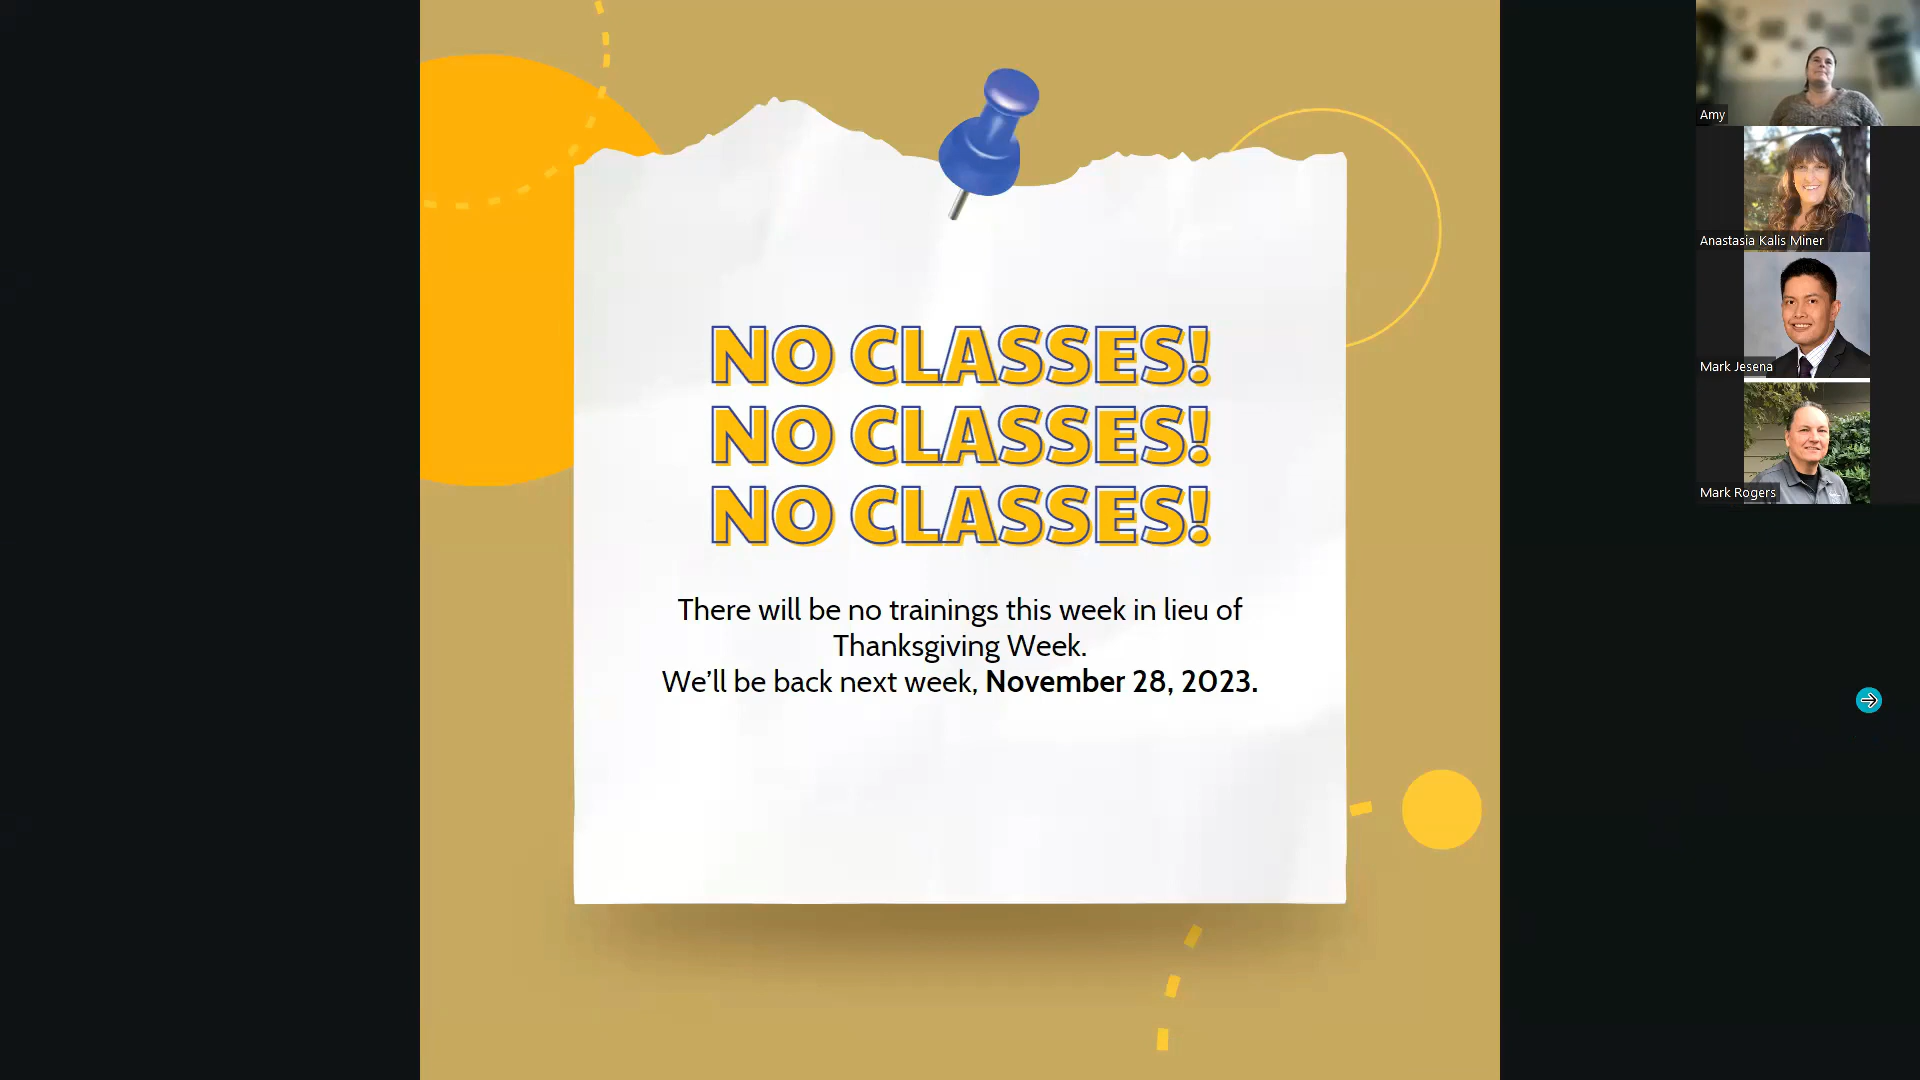 NO CLASSES!
NO CLASSES!
NO CLASSES!
There will be no trainings this week in lieu of
Thanksgiving Week.
We’ll be back next week, November 28, 2023.
Amy
Anastasia Kalis Miner
Mark Jesena
Mark Rogers